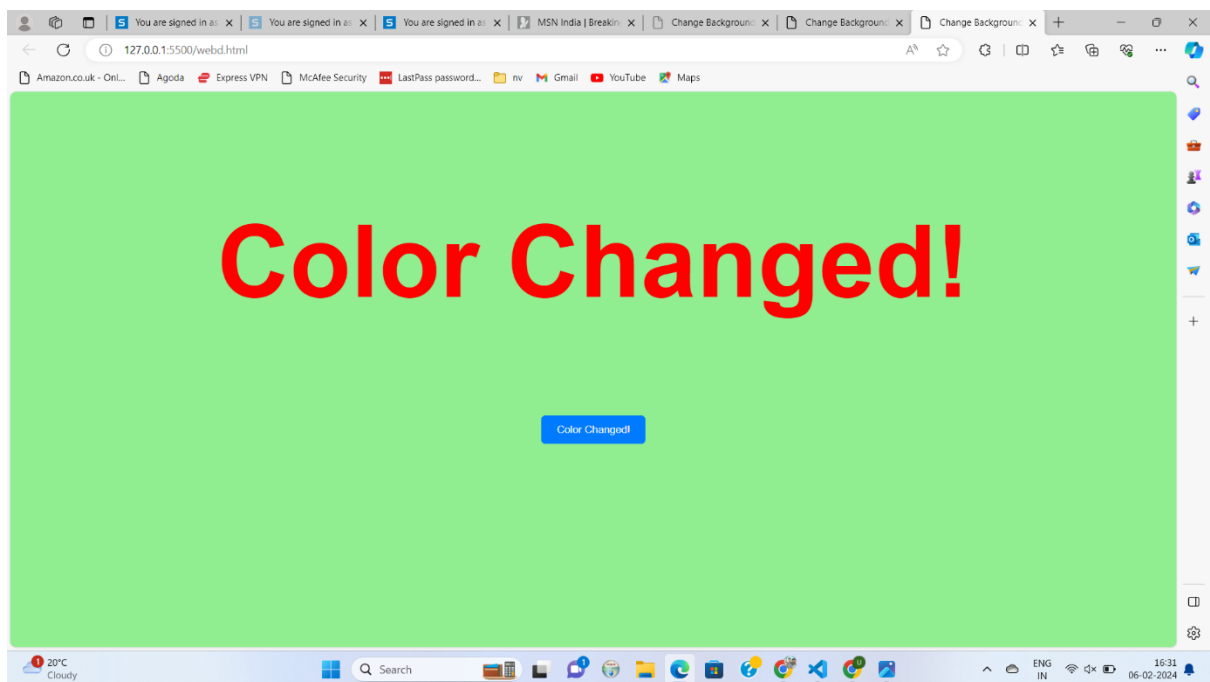 You are signed in as
You are signed in as
You are signed in as
MSN India | Breakin
Change Background
Change Background
Change Background
127.0.0.1:5500/webd.html
Amazon.co.uk - Onl...
Agoda
Express VPN
McAfee Security
LastPass password...
nv
Gmail
YouTube
Maps
Color Changed!
Color Changed!
1
20°C
Cloudy
Search
ENG
IN
16:31
06-02-2024